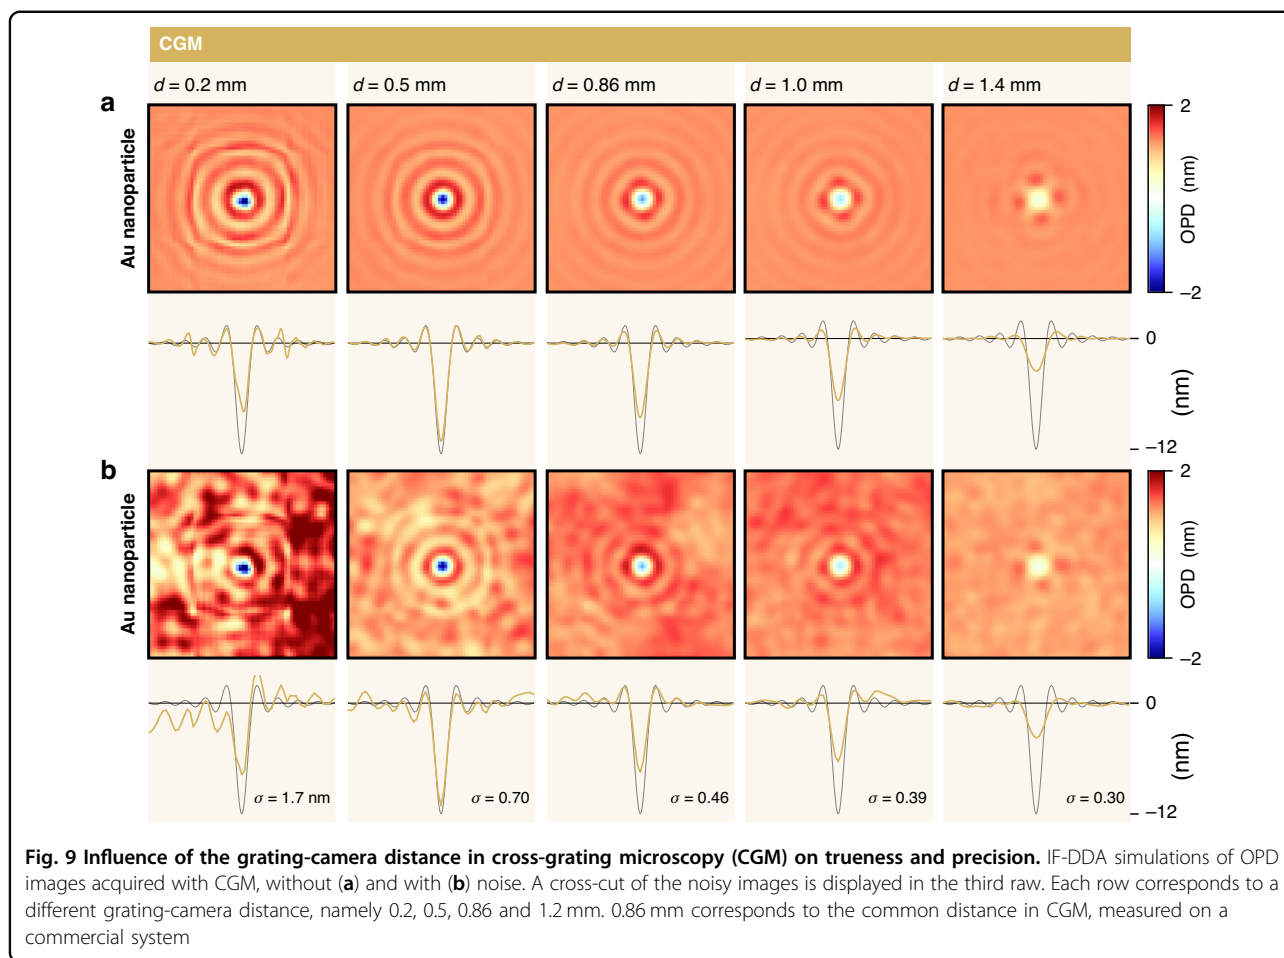 CGM
d = 0.2 mm
d = 0.5 mm
d = 0.86 mm
d = 1.0 mm
d = 1.4 mm
a
Au nanoparticle
2
OPD (nm)
−2
0
(nm)
−12
b
Au nanoparticle
2
OPD (nm)
−2
0
(nm)
−12
σ = 1.7 nm
σ = 0.70
σ = 0.46
σ = 0.39
σ = 0.30
Fig. 9 Influence of the grating-camera distance in cross-grating microscopy (CGM) on trueness and precision. IF-DDA simulations of OPD
images acquired with CGM, without (a) and with (b) noise. A cross-cut of the noisy images is displayed in the third raw. Each row corresponds to a
different grating-camera distance, namely 0.2, 0.5, 0.86 and 1.2 mm. 0.86 mm corresponds to the common distance in CGM, measured on a
commercial system